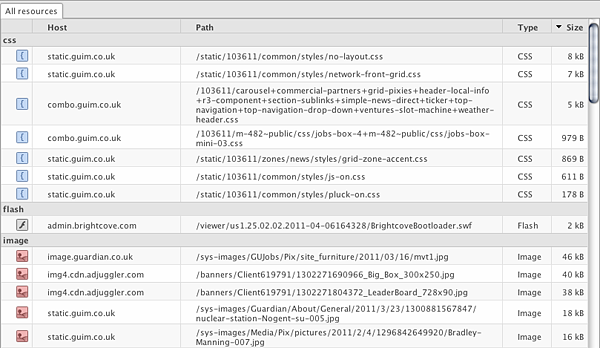 All resources
Host Path Type Size
css
static.guim.co.uk /static/103611/common/styles/no-layout.css CSS 8 kB
static.guim.co.uk /static/103611/common/styles/network-front-grid.css CSS 7 kB
combo.guim.co.uk /103611/carousel+commercial-partners+grid-pixies+header-local-info CSS 5 kB
+r3-component+section-sublinks+simple-news-direct+ticker+top-
navigation+top-navigation-drop-down+ventures-slot-machine+weather-
header.css
combo.guim.co.uk /103611/m-482~public/css/jobs-box-4+m-482~public/css/jobs-box- CSS 979 B
mini-03.css
static.guim.co.uk /static/103611/zones/news/styles/grid-zone-accent.css CSS 869 B
static.guim.co.uk /static/103611/common/styles/js-on.css CSS 611 B
static.guim.co.uk /static/103611/common/styles/pluck-on.css CSS 178 B
flash
admin.brightcove.com /viewer/us1.25.02.02.2011-04-06164328/BrightcoveBootloader.swf Flash 2 kB
image
image.guardian.co.uk /sys-images/GUJobs/Pix/site_furniture/2011/03/16/mvt1.jpg Image 46 kB
img4.cdn.adjuggler.com /banners/Client619791/1302271690966_Big_Box_300x250.jpg Image 40 kB
img4.cdn.adjuggler.com /banners/Client619791/1302271804372_LeaderBoard_728x90.jpg Image 38 kB
static.guim.co.uk /sys-images/Guardian/About/General/2011/3/23/1300881567847/ Image 18 kB
nuclear-station-Nogent-su-005.jpg
static.guim.co.uk /sys-images/Media/Pix/pictures/2011/2/4/1296842649920/Bradley- Image 16 kB
Manning-007.jpg